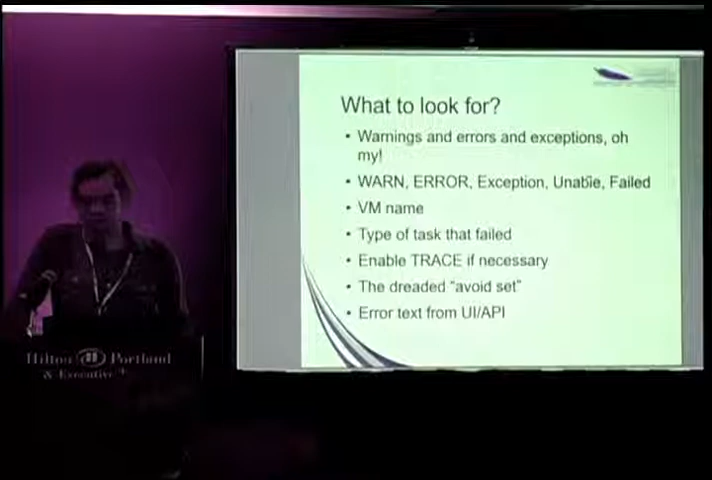 What to look for?
• Warnings and errors and exceptions, oh
my!
• WARN, ERROR, Exception, Unable, Failed
• VM name
• Type of task that failed
• Enable TRACE if necessary
• The dreaded “avoid set”
• Error text from UI/API
Hilton Portland
& Executive